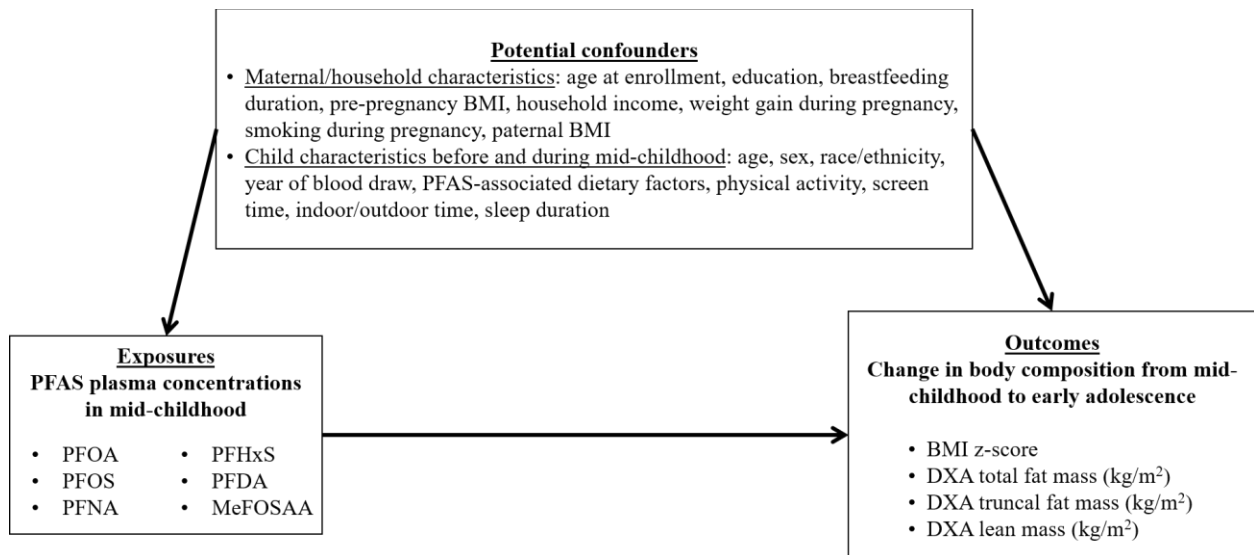 Potential confounders
• Maternal/household characteristics: age at enrollment, education, breastfeeding
duration, pre-pregnancy BMI, household income, weight gain during pregnancy,
smoking during pregnancy, paternal BMI
• Child characteristics before and during mid-childhood: age, sex, race/ethnicity,
year of blood draw, PFAS-associated dietary factors, physical activity, screen
time, indoor/outdoor time, sleep duration
Exposures
PFAS plasma concentrations
in mid-childhood
• PFOA
• PFOS
• PFNA
• PFHxS
• PFDA
• MeFOSAA
Outcomes
Change in body composition from mid-
childhood to early adolescence
• BMI z-score
• DXA total fat mass (kg/m²)
• DXA truncal fat mass (kg/m²)
• DXA lean mass (kg/m²)